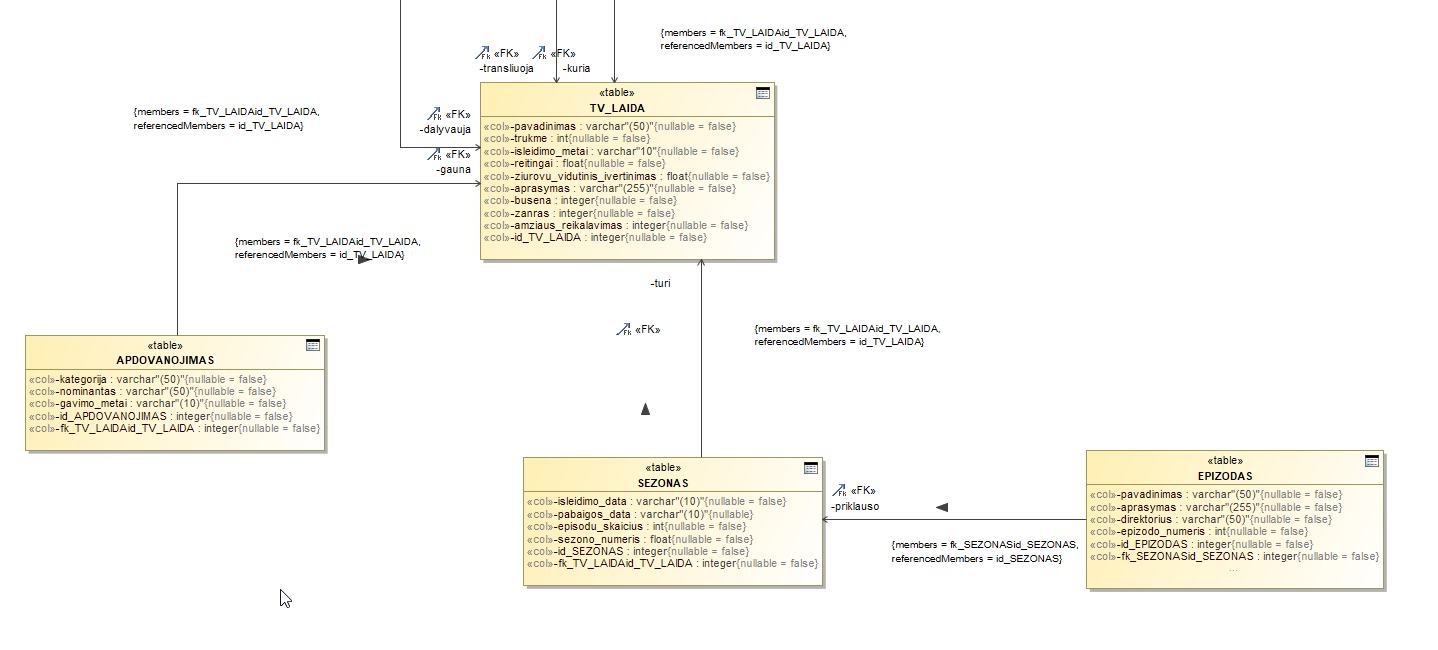 {members = fk_TV_LAIDAid_TV_LAIDA,
referencedMembers = id_TV_LAIDA}
«FK»
-transliuoja
«FK»
-kuria
{members = fk_TV_LAIDAid_TV_LAIDA,
referencedMembers = id_TV_LAIDA}
«FK»
-dalyvauja
«FK»
-gauna
«table»
TV_LAIDA
«col»-pavadinimas : varchar"(50)"{nullable = false}
«col»-trukme : int{nullable = false}
«col»-isleidimo_metai : varchar"10"{nullable = false}
«col»-reitingai : float{nullable = false}
«col»-ziurovu_vidutinis_ivertinimas : float{nullable = false}
«col»-aprasymas : varchar"(255)"{nullable = false}
«col»-busena : integer{nullable = false}
«col»-zanras : integer{nullable = false}
«col»-amziaus_reikalavimas : integer{nullable = false}
«col»-id_TV_LAIDA : integer{nullable = false}
{members = fk_TV_LAIDAid_TV_LAIDA,
referencedMembers = id_TV_LAIDA}
-turi
«FK»
{members = fk_TV_LAIDAid_TV_LAIDA,
referencedMembers = id_TV_LAIDA}
«table»
APDOVANOJIMAS
«col»-kategorija : varchar"(50)"{nullable = false}
«col»-nominantas : varchar"(50)"{nullable = false}
«col»-gavimo_metai : varchar"(10)"{nullable = false}
«col»-id_APDOVANOJIMAS : integer{nullable = false}
«col»-fk_TV_LAIDAid_TV_LAIDA : integer{nullable = false}
«table»
SEZONAS
«col»-isleidimo_data : varchar"(10)"{nullable = false}
«col»-pabaigos_data : varchar"(10)"{nullable}
«col»-episodu_skaicius : int{nullable = false}
«col»-sezono_numeris : float{nullable = false}
«col»-id_SEZONAS : integer{nullable = false}
«col»-fk_TV_LAIDAid_TV_LAIDA : integer{nullable = false}
«FK»
-priklauso
{members = fk_SEZONASid_SEZONAS,
referencedMembers = id_SEZONAS}
«table»
EPIZODAS
«col»-pavadinimas : varchar"(50)"{nullable = false}
«col»-aprasymas : varchar"(255)"{nullable = false}
«col»-direktorius : varchar"(50)"{nullable = false}
«col»-epizodo_numeris : int{nullable = false}
«col»-id_EPIZODAS : integer{nullable = false}
«col»-fk_SEZONASid_SEZONAS : integer{nullable = false}
...